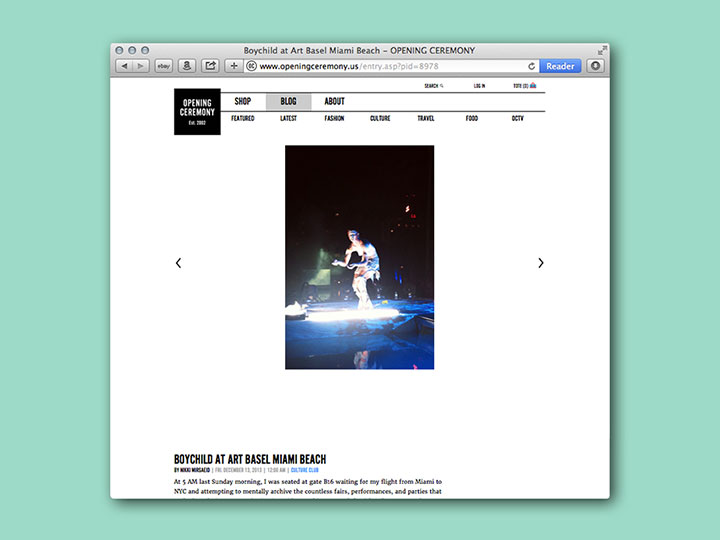 Boychild at Art Basel Miami Beach – OPENING CEREMONY
ebay
www.openingceremony.us/entry.asp?pid=8978
Reader
SEARCH
LOG IN
TOTE (0)
OPENING
CEREMONY
Est. 2002
SHOP
BLOG
ABOUT
FEATURED
LATEST
FASHION
CULTURE
TRAVEL
FOOD
OCTV
BOYCHILD AT ART BASEL MIAMI BEACH
BY NIKKI MIRSAEID | FRI DECEMBER 13, 2013 | 12:00 AM | CULTURE CLUB
At 5 AM last Sunday morning, I was seated at gate B16 waiting for my flight from Miami to
NYC and attempting to mentally archive the countless fairs, performances, and parties that